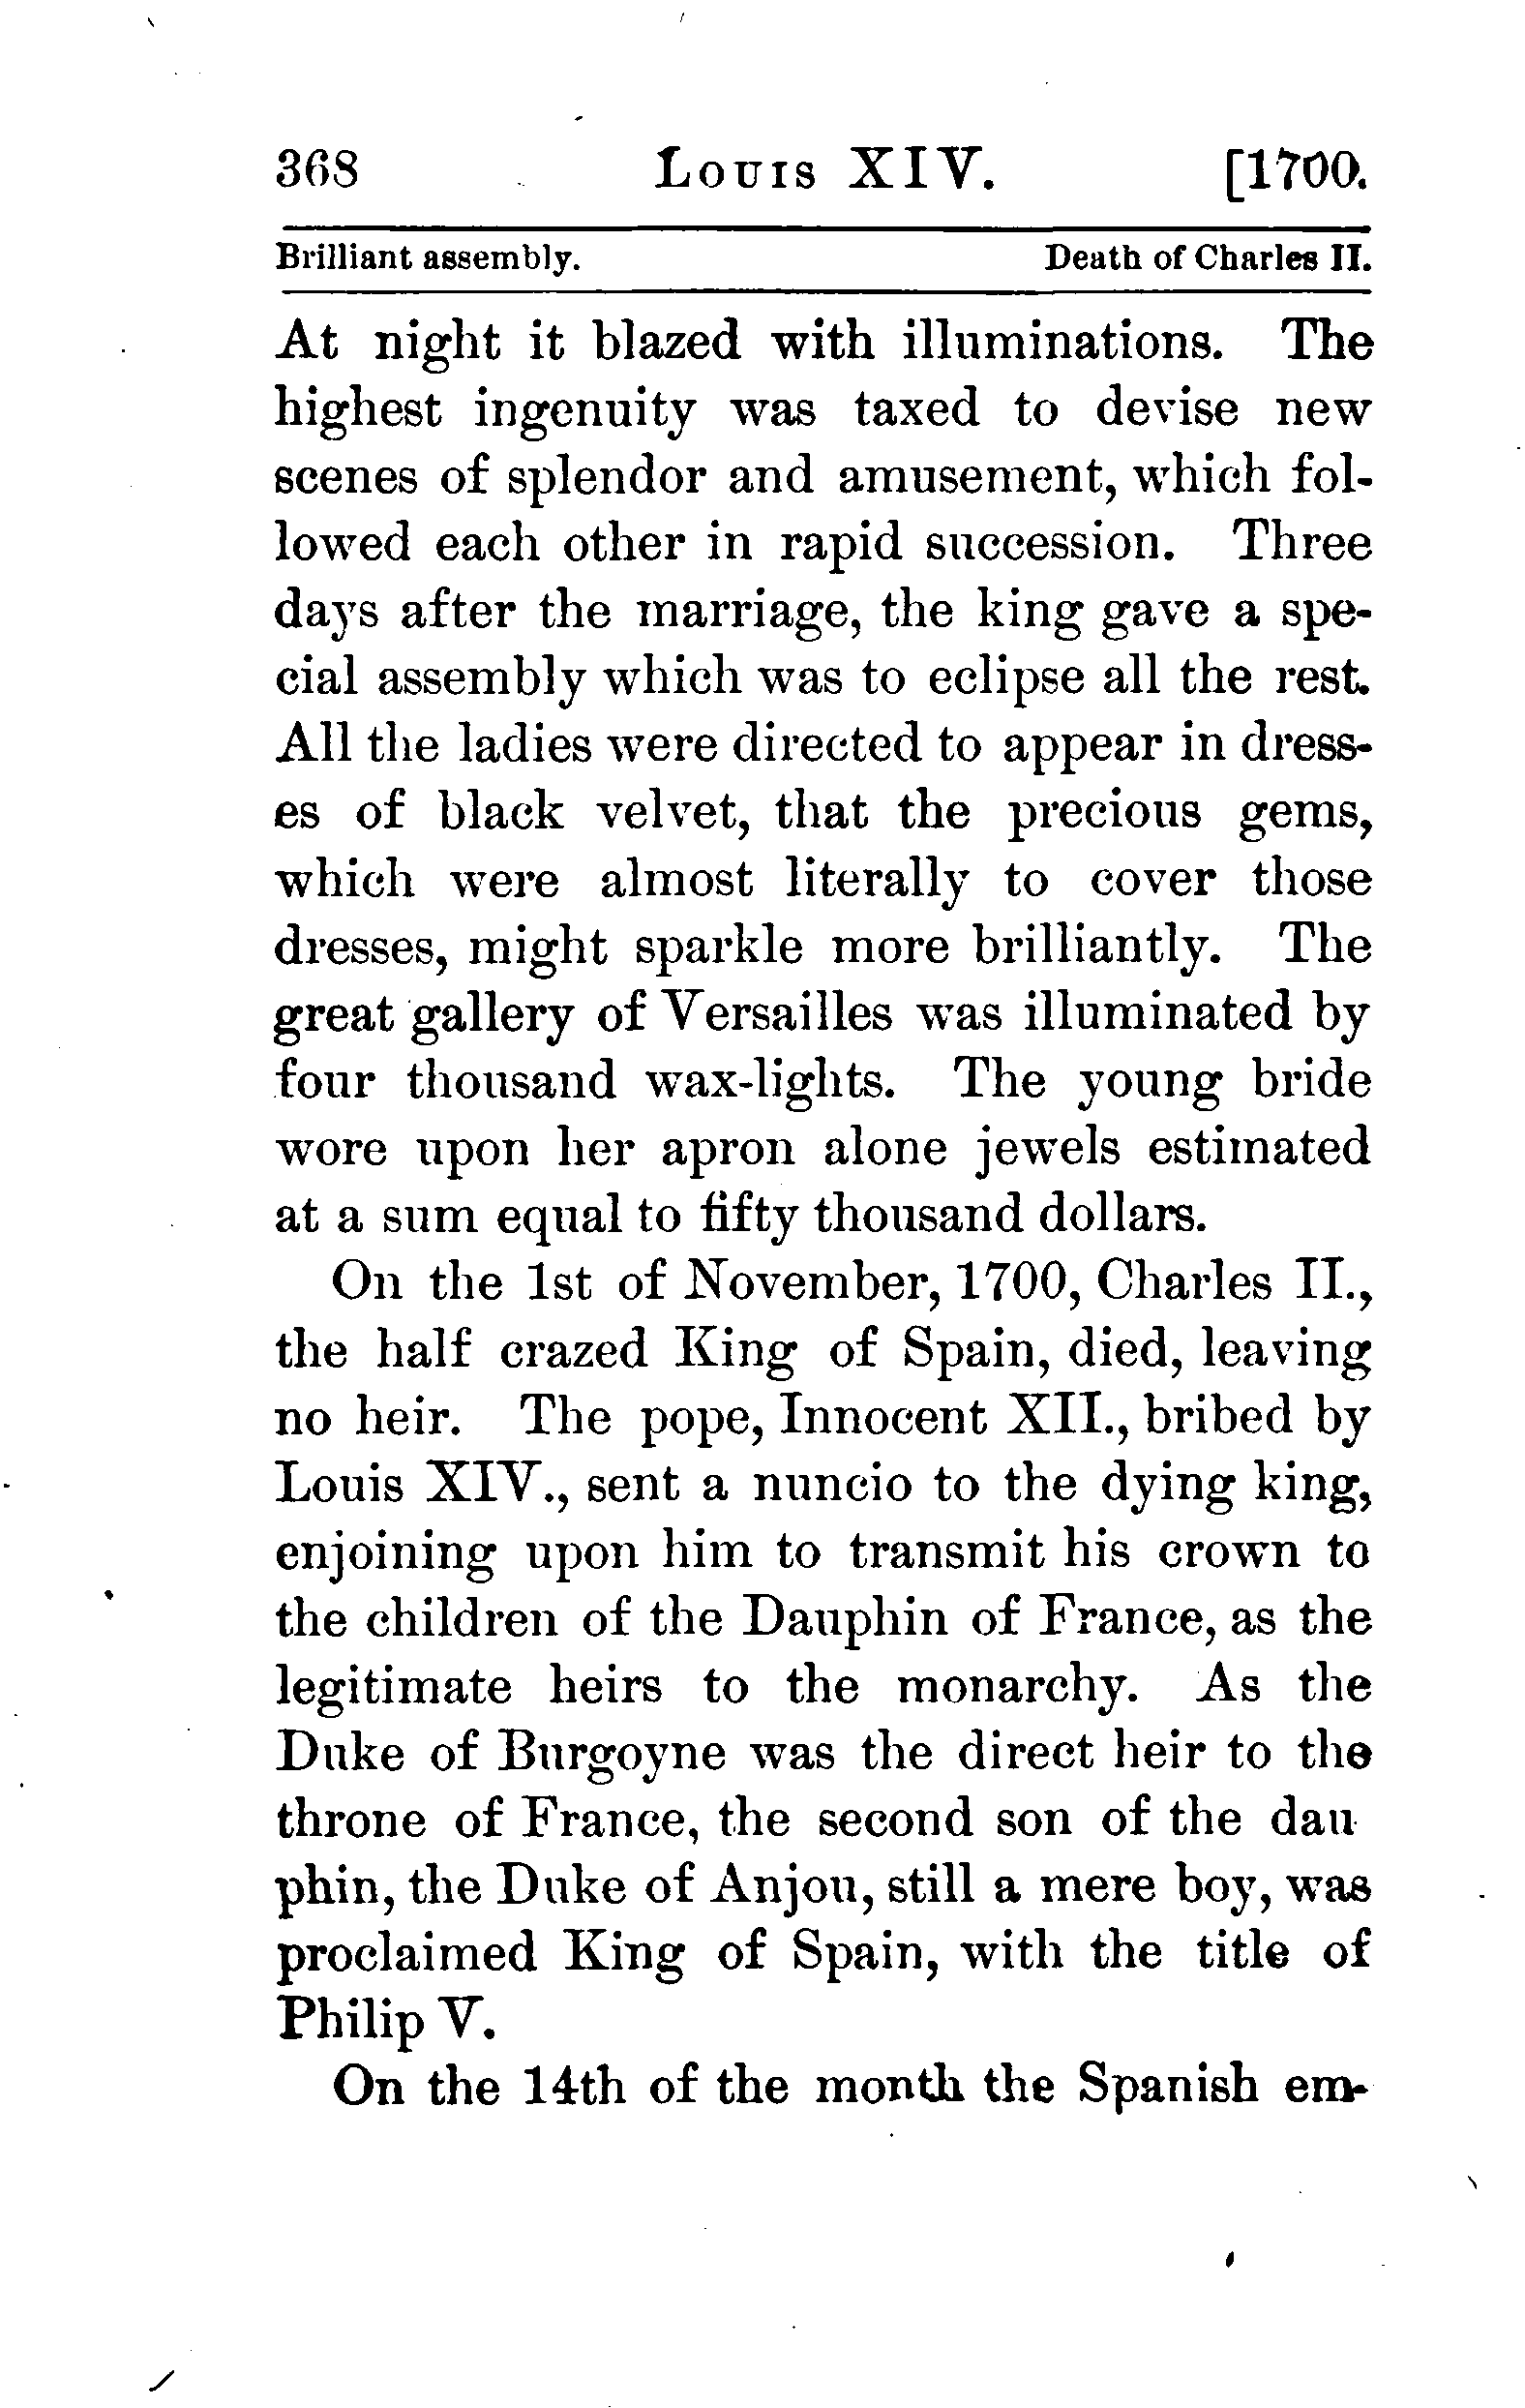 368 Louis XIV. [1700.
Brilliant assembly. Death of Charles II.
At night it blazed with illuminations. The
highest ingenuity was taxed to devise new
scenes of splendor and amusement, which fol-
lowed each other in rapid succession. Three
days after the marriage, the king gave a spe-
cial assembly which was to eclipse all the rest.
All the ladies were directed to appear in dress-
es of black velvet, that the precious gems,
which were almost literally to cover those
dresses, might sparkle more brilliantly. The
great gallery of Versailles was illuminated by
four thousand wax-lights. The young bride
wore upon her apron alone jewels estimated
at a sum equal to fifty thousand dollars.
On the 1st of November, 1700, Charles II.,
the half crazed King of Spain, died, leaving
no heir. The pope, Innocent XII., bribed by
Louis XIV., sent a nuncio to the dying king,
enjoining upon him to transmit his crown to
the children of the Dauphin of France, as the
legitimate heirs to the monarchy. As the
Duke of Burgoyne was the direct heir to the
throne of France, the second son of the dau
phin, the Duke of Anjou, still a mere boy, was
proclaimed King of Spain, with the title of
Philip V.
On the 14th of the month the Spanish em-